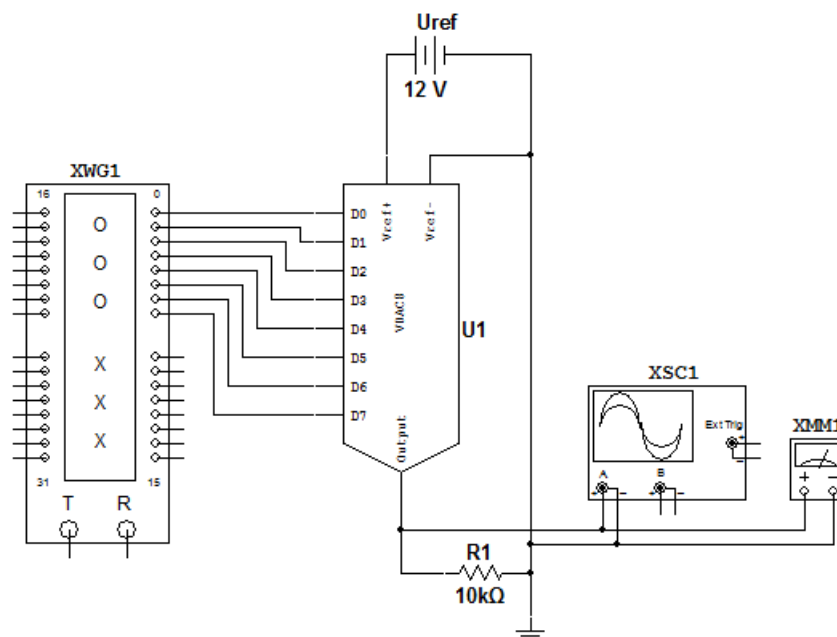 Uref
12 V
XWG1
16 0
O
O
O
X
X
X
31 15
T R
Vref+ Vref-
D0
D1
D2
D3
D4
D5
D6
D7
VDAC8
Output
U1
XSC1
Ext Trig
+
−
A B
+ − + −
XMM1
+ −
R1
10kΩ